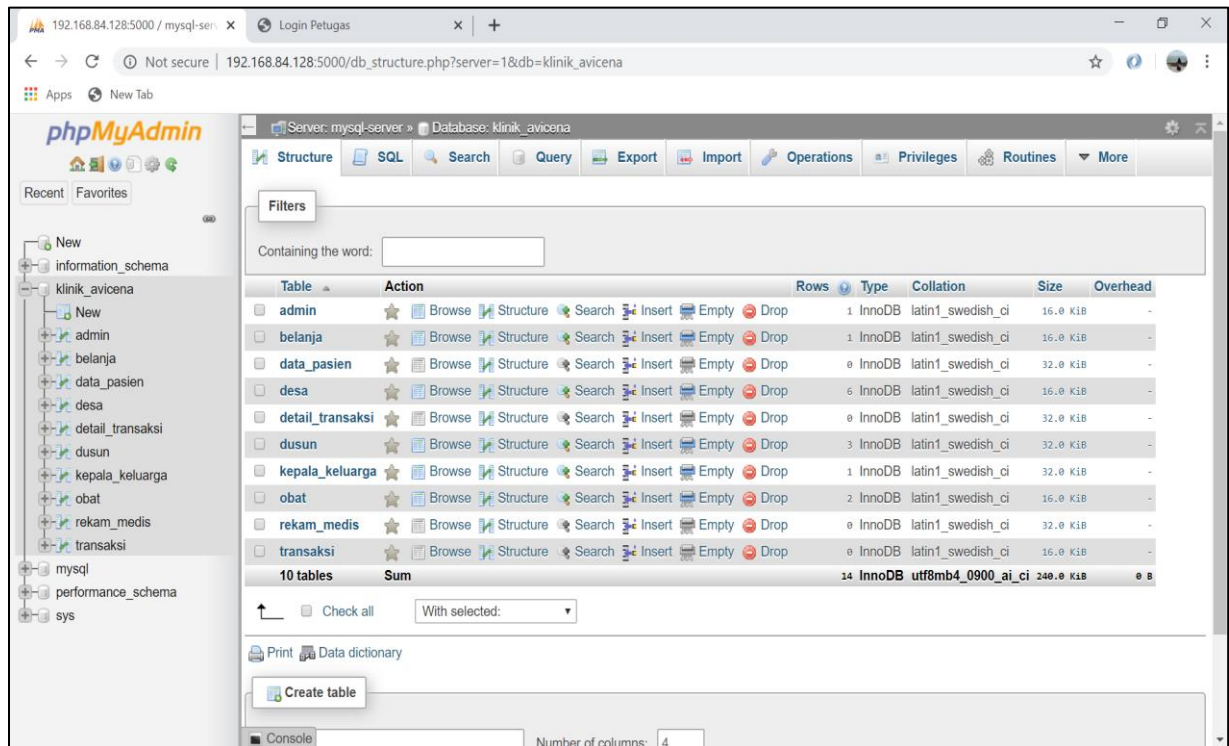 192.168.84.128:5000 / mysql-serv
Login Petugas
Not secure | 192.168.84.128:5000/db_structure.php?server=1&db=klinik_avicena
Apps New Tab
phpMyAdmin
Recent Favorites
New
information_schema
klinik_avicena
New
admin
belanja
data_pasien
desa
detail_transaksi
dusun
kepala_keluarga
obat
rekam_medis
transaksi
mysql
performance_schema
sys
Server: mysql-server » Database: klinik_avicena
Structure SQL Search Query Export Import Operations Privileges Routines More
Filters
Containing the word:
Table Action Rows Type Collation Size Overhead
admin Browse Structure Search Insert Empty Drop 1 InnoDB latin1_swedish_ci 16.0 KiB -
belanja Browse Structure Search Insert Empty Drop 1 InnoDB latin1_swedish_ci 16.0 KiB -
data_pasien Browse Structure Search Insert Empty Drop 0 InnoDB latin1_swedish_ci 32.0 KiB -
desa Browse Structure Search Insert Empty Drop 6 InnoDB latin1_swedish_ci 16.0 KiB -
detail_transaksi Browse Structure Search Insert Empty Drop 0 InnoDB latin1_swedish_ci 32.0 KiB -
dusun Browse Structure Search Insert Empty Drop 3 InnoDB latin1_swedish_ci 32.0 KiB -
kepala_keluarga Browse Structure Search Insert Empty Drop 1 InnoDB latin1_swedish_ci 32.0 KiB -
obat Browse Structure Search Insert Empty Drop 2 InnoDB latin1_swedish_ci 16.0 KiB -
rekam_medis Browse Structure Search Insert Empty Drop 0 InnoDB latin1_swedish_ci 32.0 KiB -
transaksi Browse Structure Search Insert Empty Drop 0 InnoDB latin1_swedish_ci 16.0 KiB -
10 tables Sum 14 InnoDB utf8mb4_0900_ai_ci 240.0 KiB 0 B
Check all With selected:
Print Data dictionary
Create table
Console Number of columns: 4